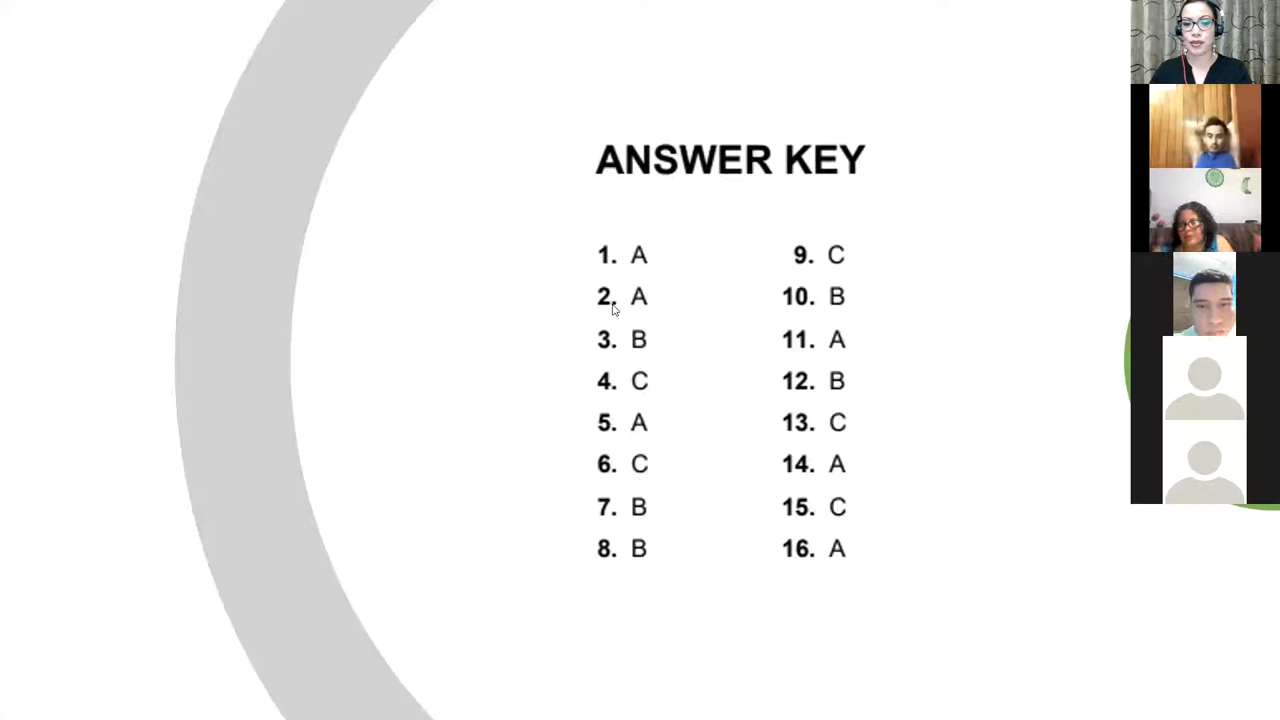 ANSWER KEY
1. A
2. A
3. B
4. C
5. A
6. C
7. B
8. B
9. C
10. B
11. A
12. B
13. C
14. A
15. C
16. A